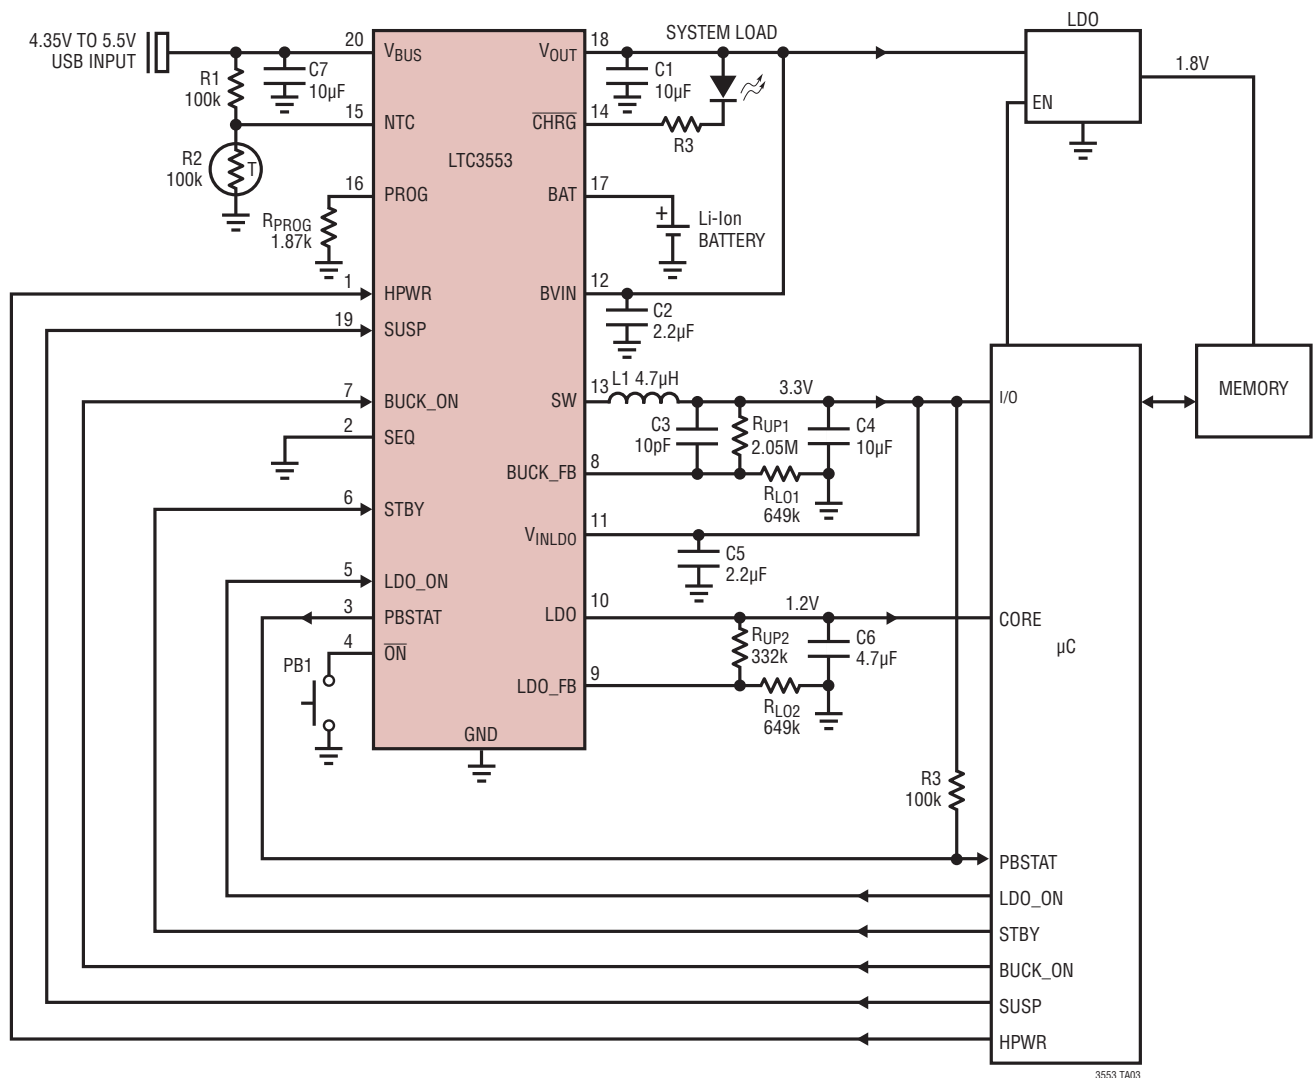 4.35V TO 5.5V
USB INPUT
R1
100k
C7
10µF
R2
100k
T
RPROG
1.87k
20
15
16
1
19
7
2
6
5
3
4
PB1
VBUS
NTC
PROG
HPWR
SUSP
BUCK_ON
SEQ
STBY
LDO_ON
PBSTAT
ON
LTC3553
GND
VOUT
CHRG
BAT
BVIN
SW
BUCK_FB
VINLDO
LDO
LDO_FB
18
14
17
12
13
8
11
10
9
SYSTEM LOAD
C1
10µF
R3
+
Li-Ion
BATTERY
C2
2.2µF
L1 4.7µH
3.3V
C3
10pF
RUP1
2.05M
C4
10µF
RLO1
649k
C5
2.2µF
1.2V
RUP2
332k
C6
4.7µF
RLO2
649k
R3
100k
LDO
EN
1.8V
MEMORY
I/O
CORE
µC
PBSTAT
LDO_ON
STBY
BUCK_ON
SUSP
HPWR
3553 TA03